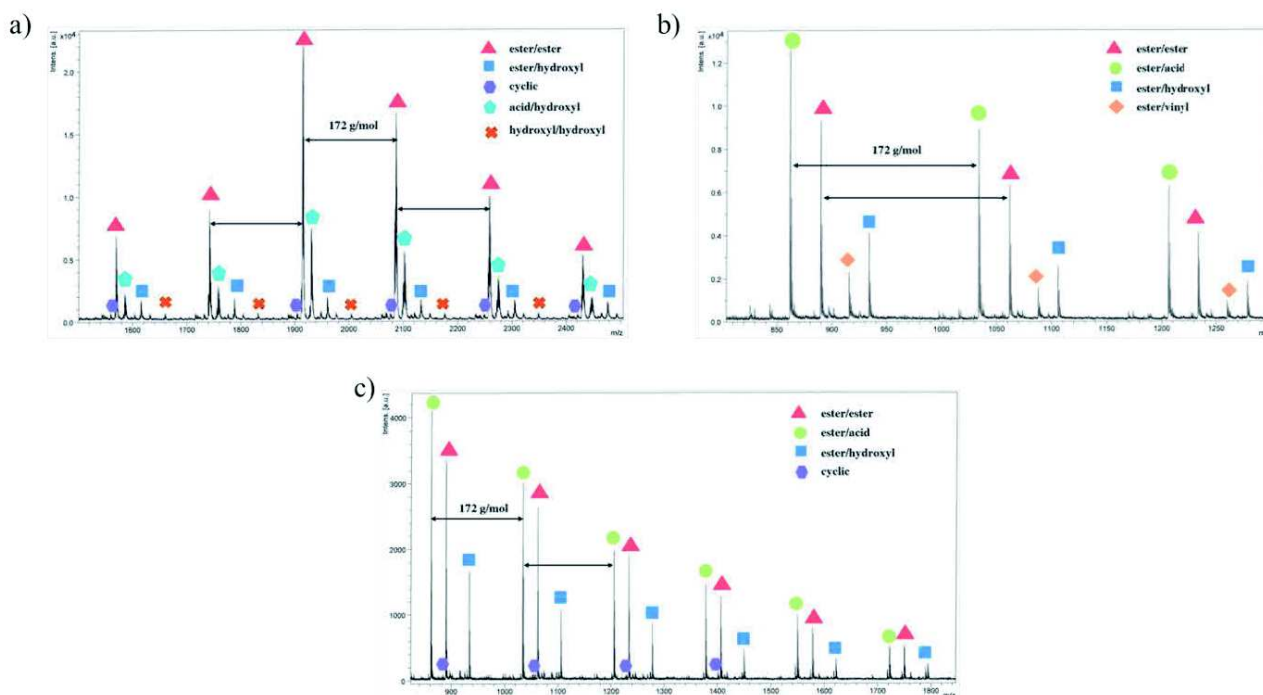 a)
Intens. [a.u.]
x10⁴
2.0
1.5
1.0
0.5
0.0
172 g/mol
ester/ester
ester/hydroxyl
cyclic
acid/hydroxyl
hydroxyl/hydroxyl
1600
1700
1800
1900
2000
2100
2200
2300
2400
m/z
b)
Intens. [a.u.]
x10⁴
1.2
1.0
0.8
0.6
0.4
0.2
0.0
172 g/mol
ester/ester
ester/acid
ester/hydroxyl
ester/vinyl
850
900
950
1000
1050
1100
1150
1200
1250
m/z
c)
Intens. [a.u.]
4000
3000
2000
1000
0
172 g/mol
ester/ester
ester/acid
ester/hydroxyl
cyclic
900
1000
1100
1200
1300
1400
1500
1600
1700
1800
m/z